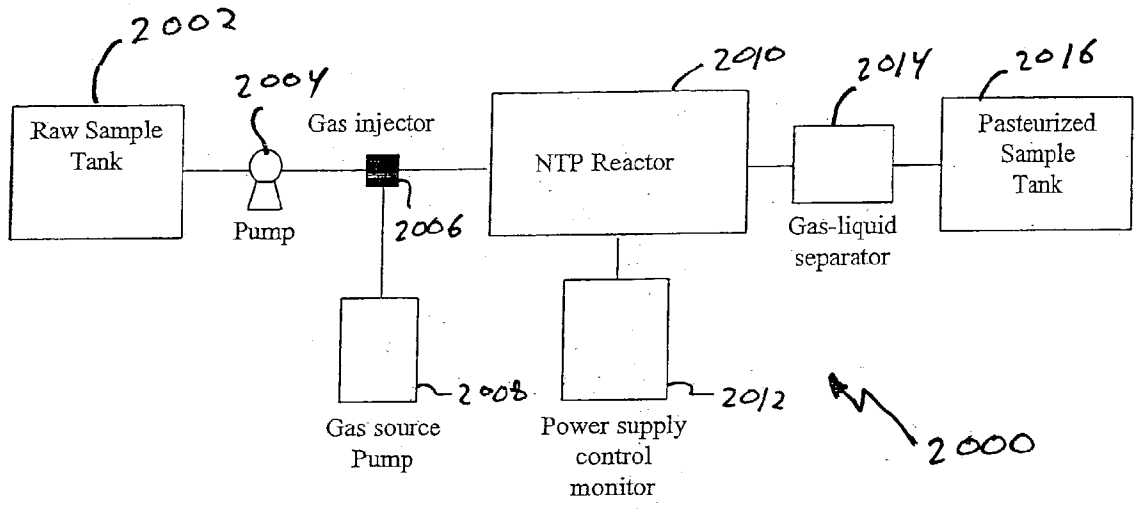 2002
2004
2010
2014
2016
Raw Sample
Tank
Gas injector
NTP Reactor
Pasteurized
Sample
Tank
Pump
2006
Gas-liquid
separator
2008
2012
Gas source
Pump
Power supply
control
monitor
2000